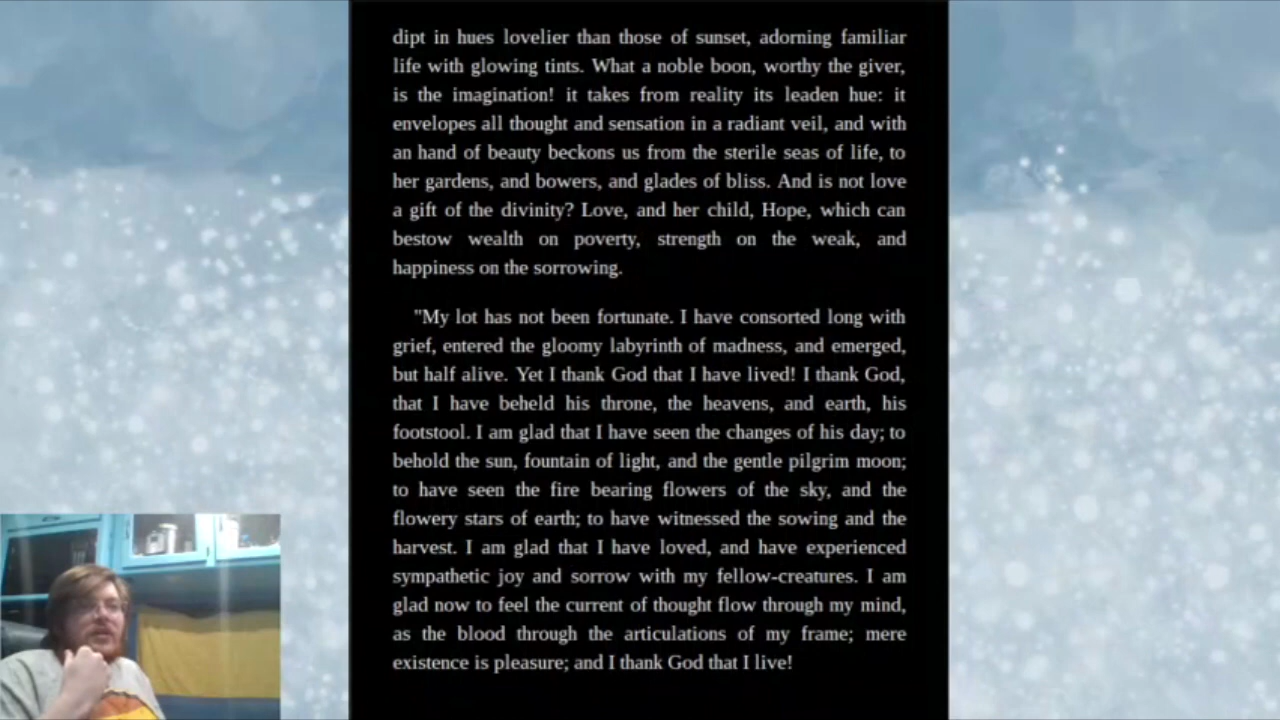 dipt in hues lovelier than those of sunset, adorning familiar
life with glowing tints. What a noble boon, worthy the giver,
is the imagination! it takes from reality its leaden hue: it
envelopes all thought and sensation in a radiant veil, and with
an hand of beauty beckons us from the sterile seas of life, to
her gardens, and bowers, and glades of bliss. And is not love
a gift of the divinity? Love, and her child, Hope, which can
bestow wealth on poverty, strength on the weak, and
happiness on the sorrowing.
"My lot has not been fortunate. I have consorted long with
grief, entered the gloomy labyrinth of madness, and emerged,
but half alive. Yet I thank God that I have lived! I thank God,
that I have beheld his throne, the heavens, and earth, his
footstool. I am glad that I have seen the changes of his day; to
behold the sun, fountain of light, and the gentle pilgrim moon;
to have seen the fire bearing flowers of the sky, and the
flowery stars of earth; to have witnessed the sowing and the
harvest. I am glad that I have loved, and have experienced
sympathetic joy and sorrow with my fellow-creatures. I am
glad now to feel the current of thought flow through my mind,
as the blood through the articulations of my frame; mere
existence is pleasure; and I thank God that I live!